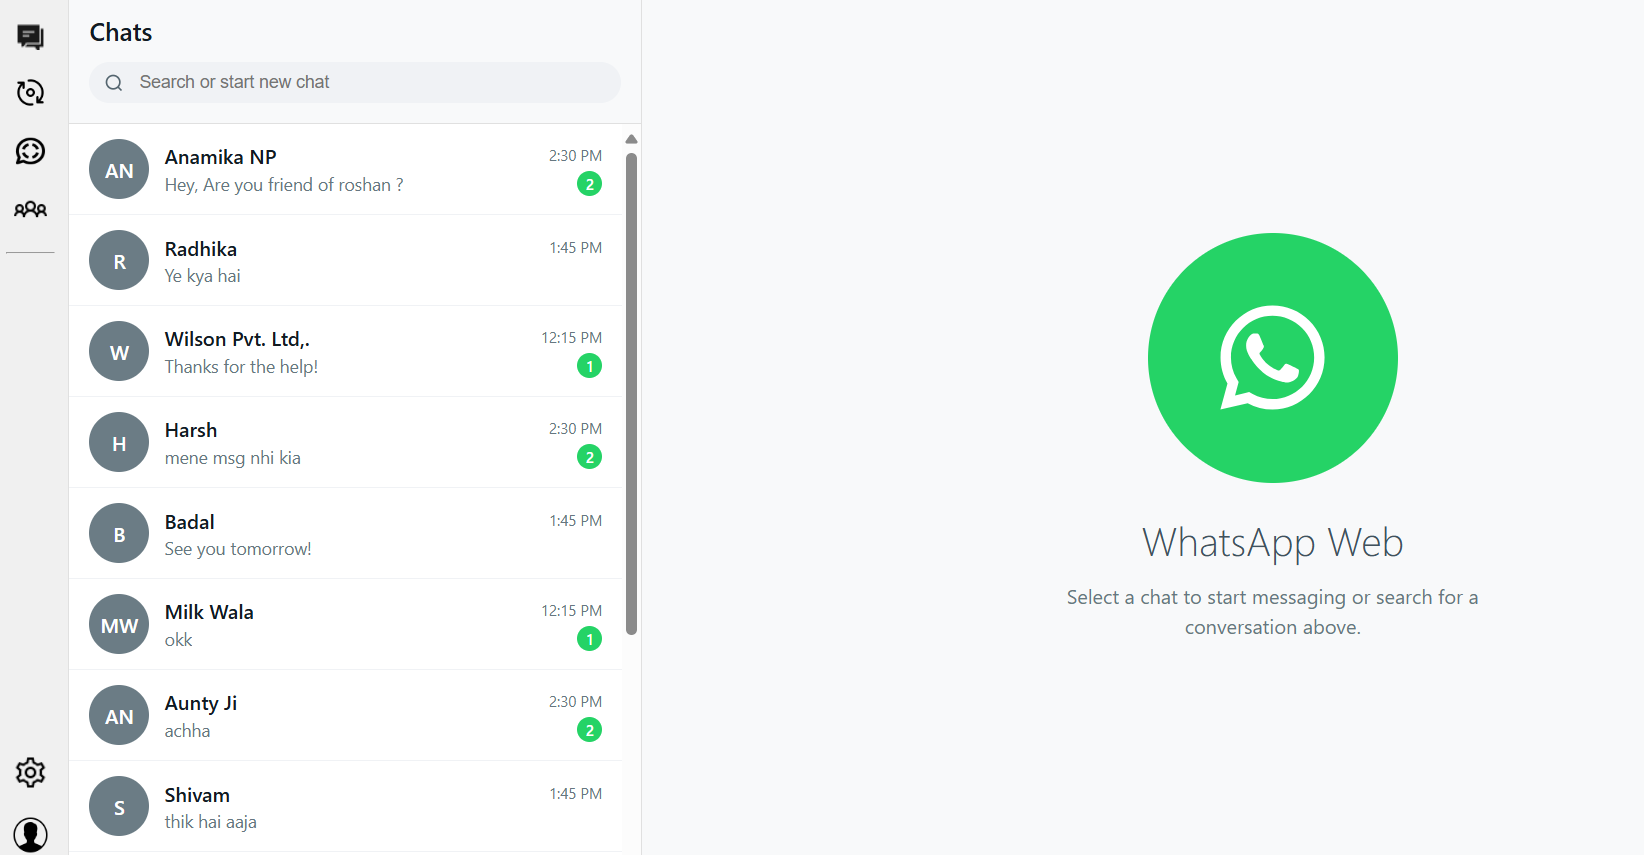 Chats
Search or start new chat
AN
Anamika NP
2:30 PM
Hey, Are you friend of roshan ?
2
R
Radhika
1:45 PM
Ye kya hai
W
Wilson Pvt. Ltd,.
12:15 PM
Thanks for the help!
1
H
Harsh
2:30 PM
mene msg nhi kia
2
B
Badal
1:45 PM
See you tomorrow!
MW
Milk Wala
12:15 PM
okk
1
AN
Aunty Ji
2:30 PM
achha
2
S
Shivam
1:45 PM
thik hai aaja
WhatsApp Web
Select a chat to start messaging or search for a
conversation above.